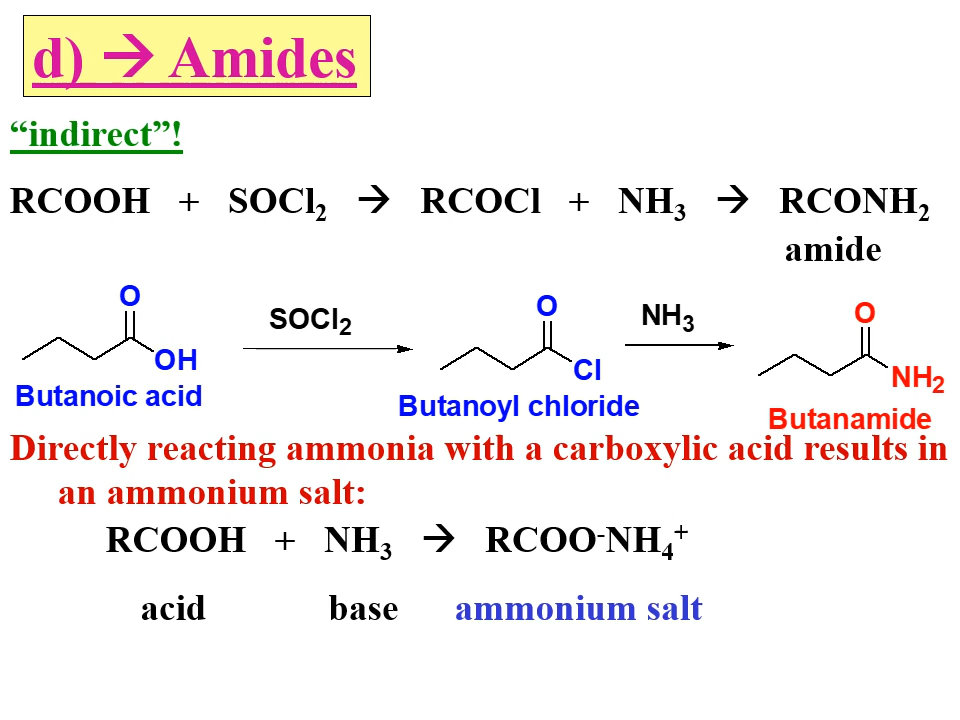 d) → Amides
“indirect”!
RCOOH + SOCl₂ → RCOCl + NH₃ → RCONH₂
amide
O
OH
Butanoic acid
SOCl₂
O
Cl
Butanoyl chloride
NH₃
O
NH₂
Butanamide
Directly reacting ammonia with a carboxylic acid results in
an ammonium salt:
RCOOH + NH₃ → RCOO⁻NH₄⁺
acid base ammonium salt